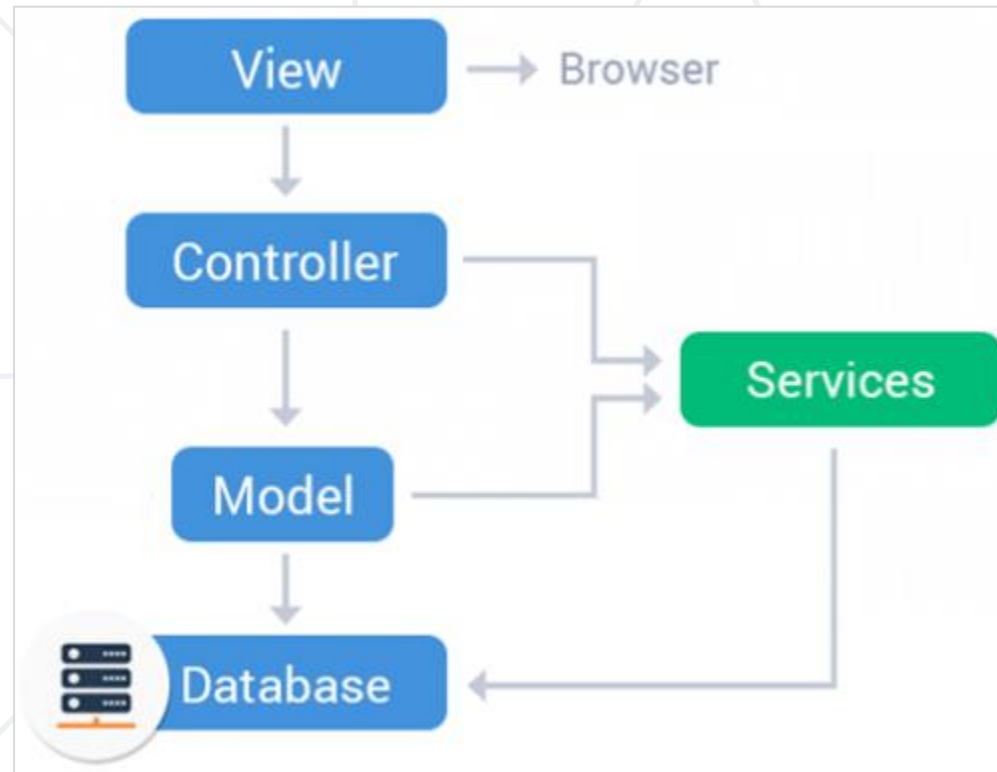 View
Browser
Controller
Services
Model
Database